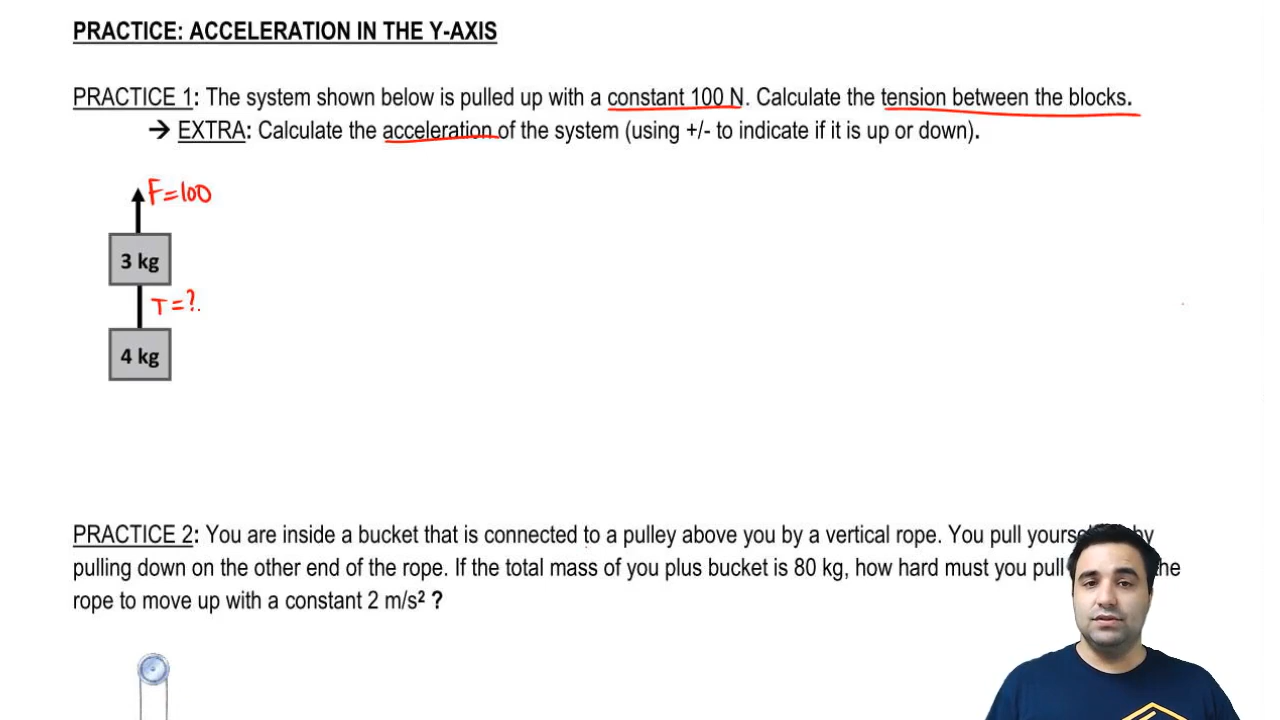 PRACTICE: ACCELERATION IN THE Y-AXIS
PRACTICE 1: The system shown below is pulled up with a constant 100 N. Calculate the tension between the blocks.
→ EXTRA: Calculate the acceleration of the system (using +/- to indicate if it is up or down).
F=100
3 kg
T=?
4 kg
PRACTICE 2: You are inside a bucket that is connected to a pulley above you by a vertical rope. You pull by
pulling down on the other end of the rope. If the total mass of you plus bucket is 80 kg, how hard must you pull
rope to move up with a constant 2 m/s² ?